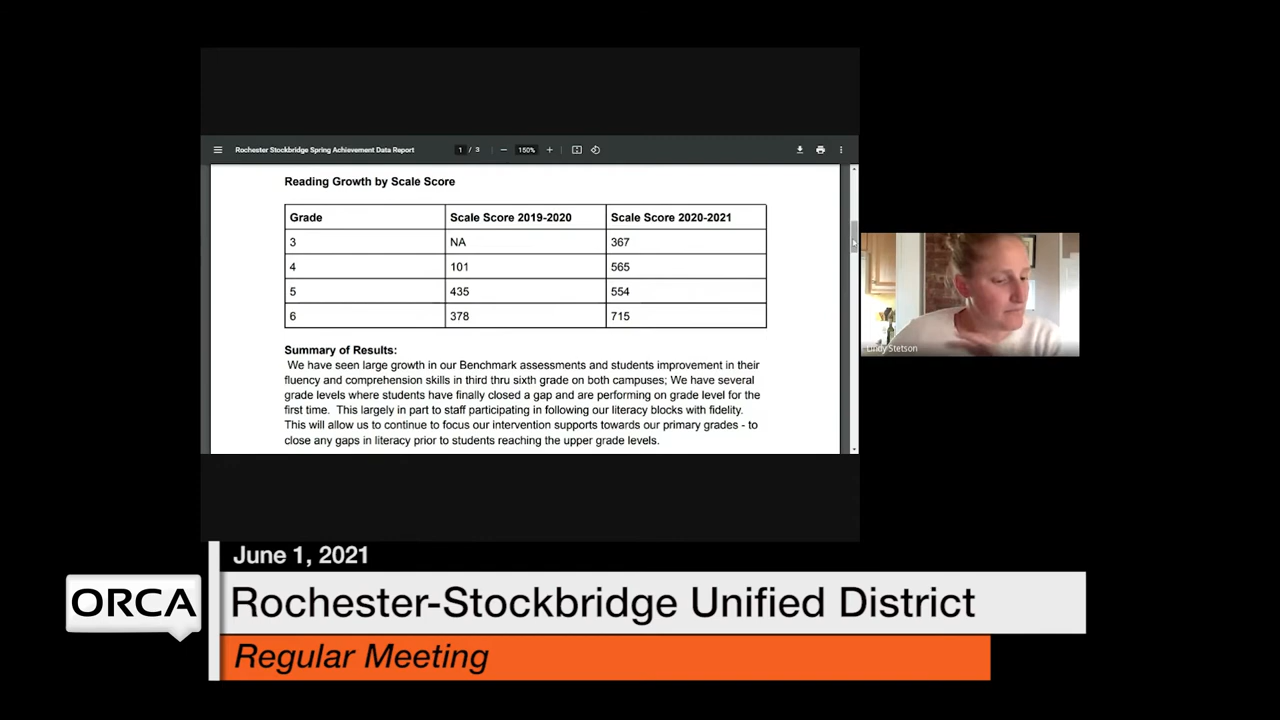 Rochester Stockbridge Spring Achievement Data Report 1 / 3 − 150% +
Reading Growth by Scale Score
Grade Scale Score 2019-2020 Scale Score 2020-2021
3 NA 367
4 101 565
5 435 554
6 378 715
Summary of Results:
We have seen large growth in our Benchmark assessments and students improvement in their
fluency and comprehension skills in third thru sixth grade on both campuses; We have several
grade levels where students have finally closed a gap and are performing on grade level for the
first time. This largely in part to staff participating in following our literacy blocks with fidelity.
This will allow us to continue to focus our intervention supports towards our primary grades - to
close any gaps in literacy prior to students reaching the upper grade levels.
Lindy Stetson
June 1, 2021
ORCA
Rochester-Stockbridge Unified District
Regular Meeting